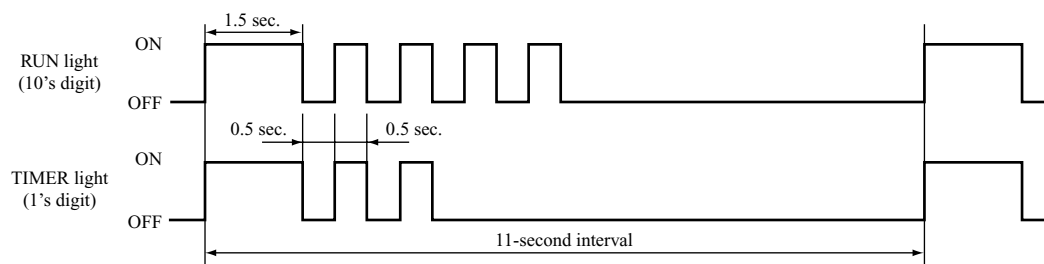 1.5 sec.
ON
RUN light
(10’s digit)
OFF
0.5 sec.
0.5 sec.
ON
TIMER light
(1’s digit)
OFF
11-second interval